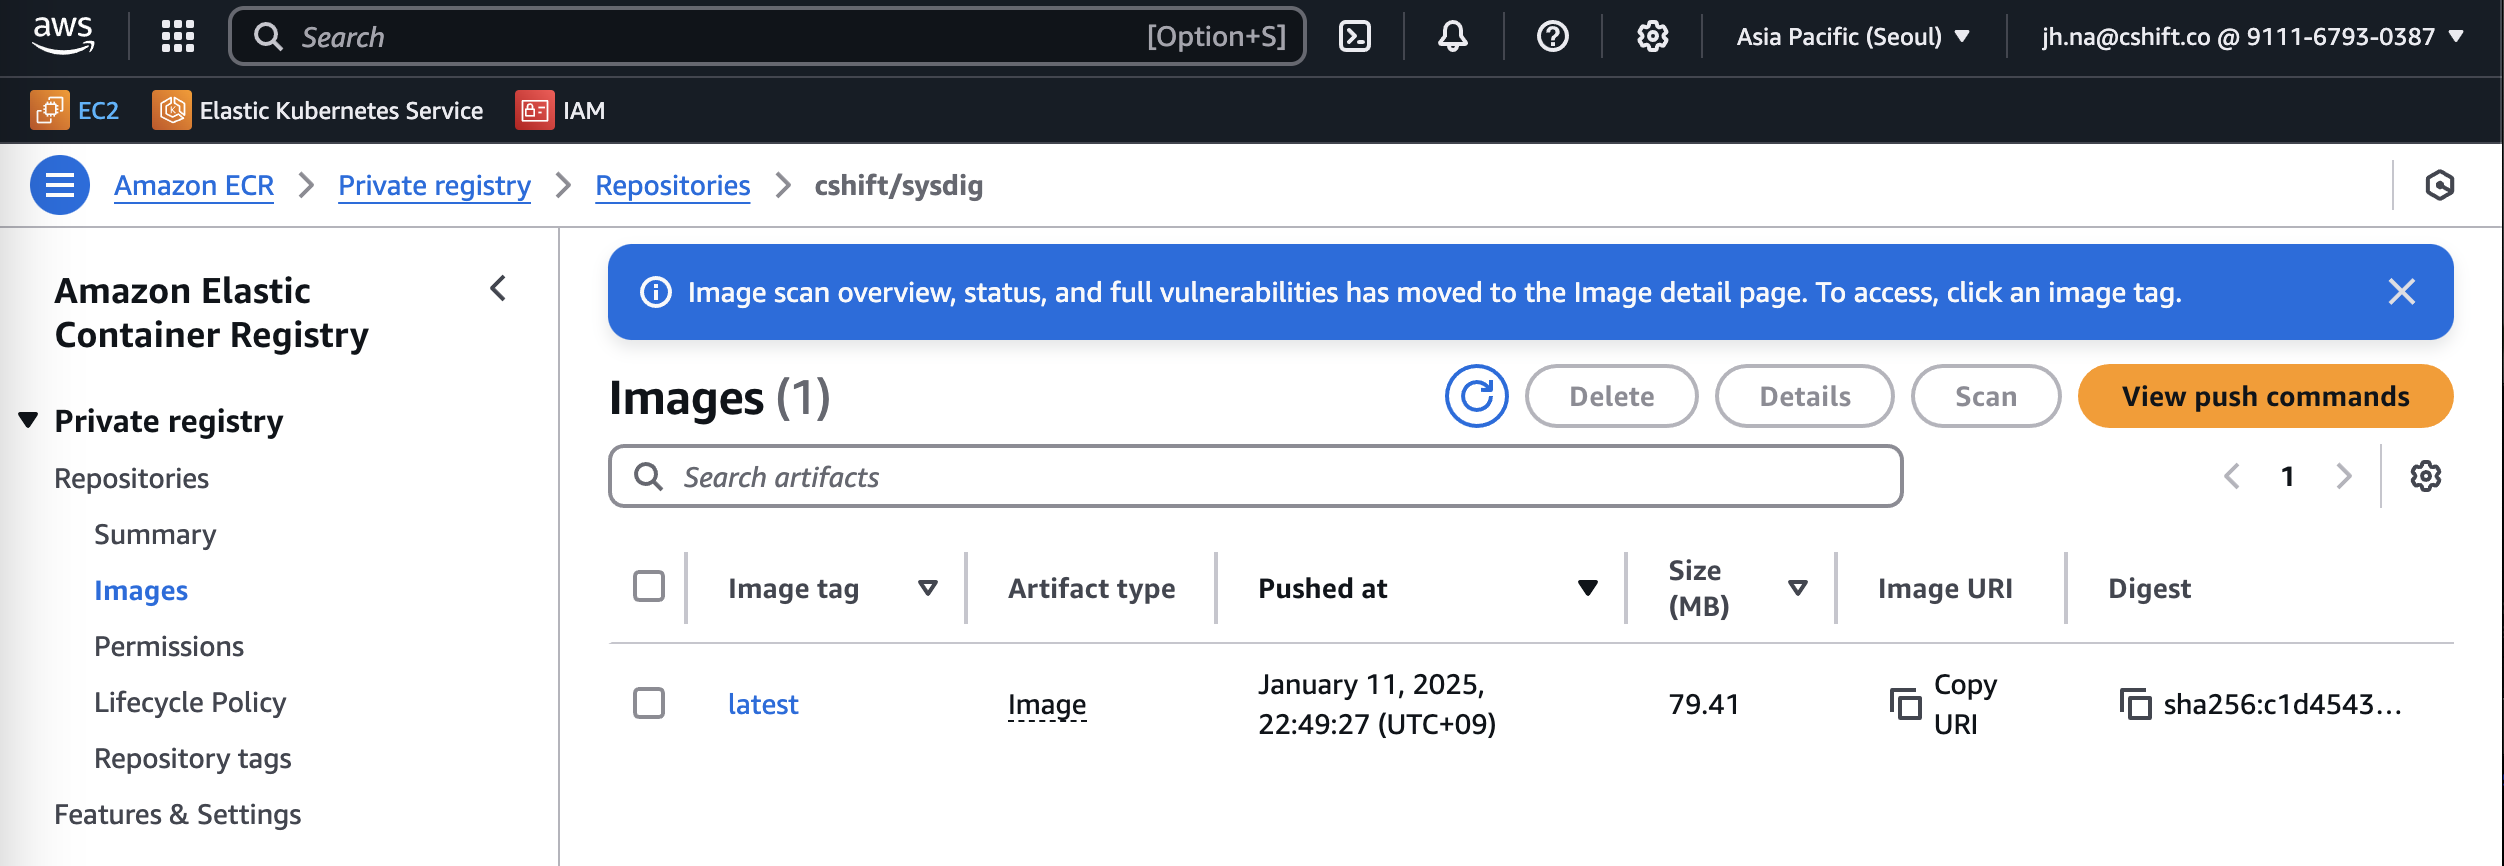 aws
Search
[Option+S]
Asia Pacific (Seoul)
jh.na@cshift.co @ 9111-6793-0387
EC2
Elastic Kubernetes Service
IAM
Amazon ECR
Private registry
Repositories
cshift/sysdig
Amazon Elastic
Container Registry
Private registry
Repositories
Summary
Images
Permissions
Lifecycle Policy
Repository tags
Features & Settings
Image scan overview, status, and full vulnerabilities has moved to the Image detail page. To access, click an image tag.
Images (1)
Delete
Details
Scan
View push commands
Search artifacts
1
Image tag
Artifact type
Pushed at
Size
(MB)
Image URI
Digest
latest
Image
January 11, 2025,
22:49:27 (UTC+09)
79.41
Copy
URI
sha256:c1d4543...